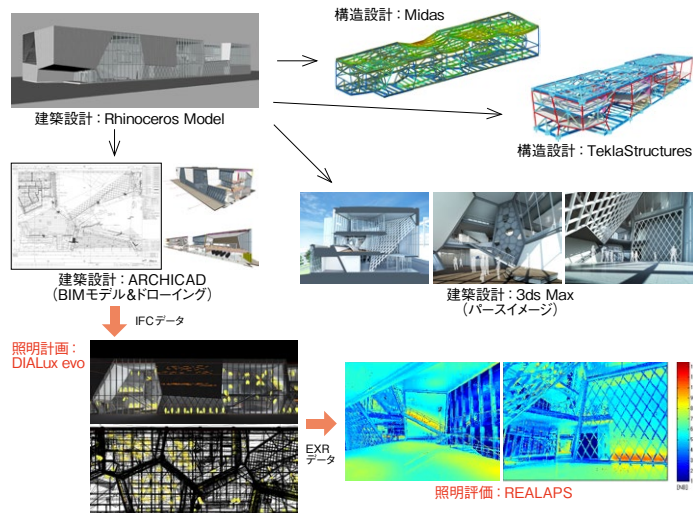 構造設計：Midas
建築設計：Rhinoceros Model
構造設計：TeklaStructures
建築設計：ARCHICAD
（BIMモデル&ドローイング）
建築設計：3ds Max
（パースイメージ）
IFCデータ
照明計画：
DIALux evo
EXR
データ
[NB]
照明評価：REALAPS